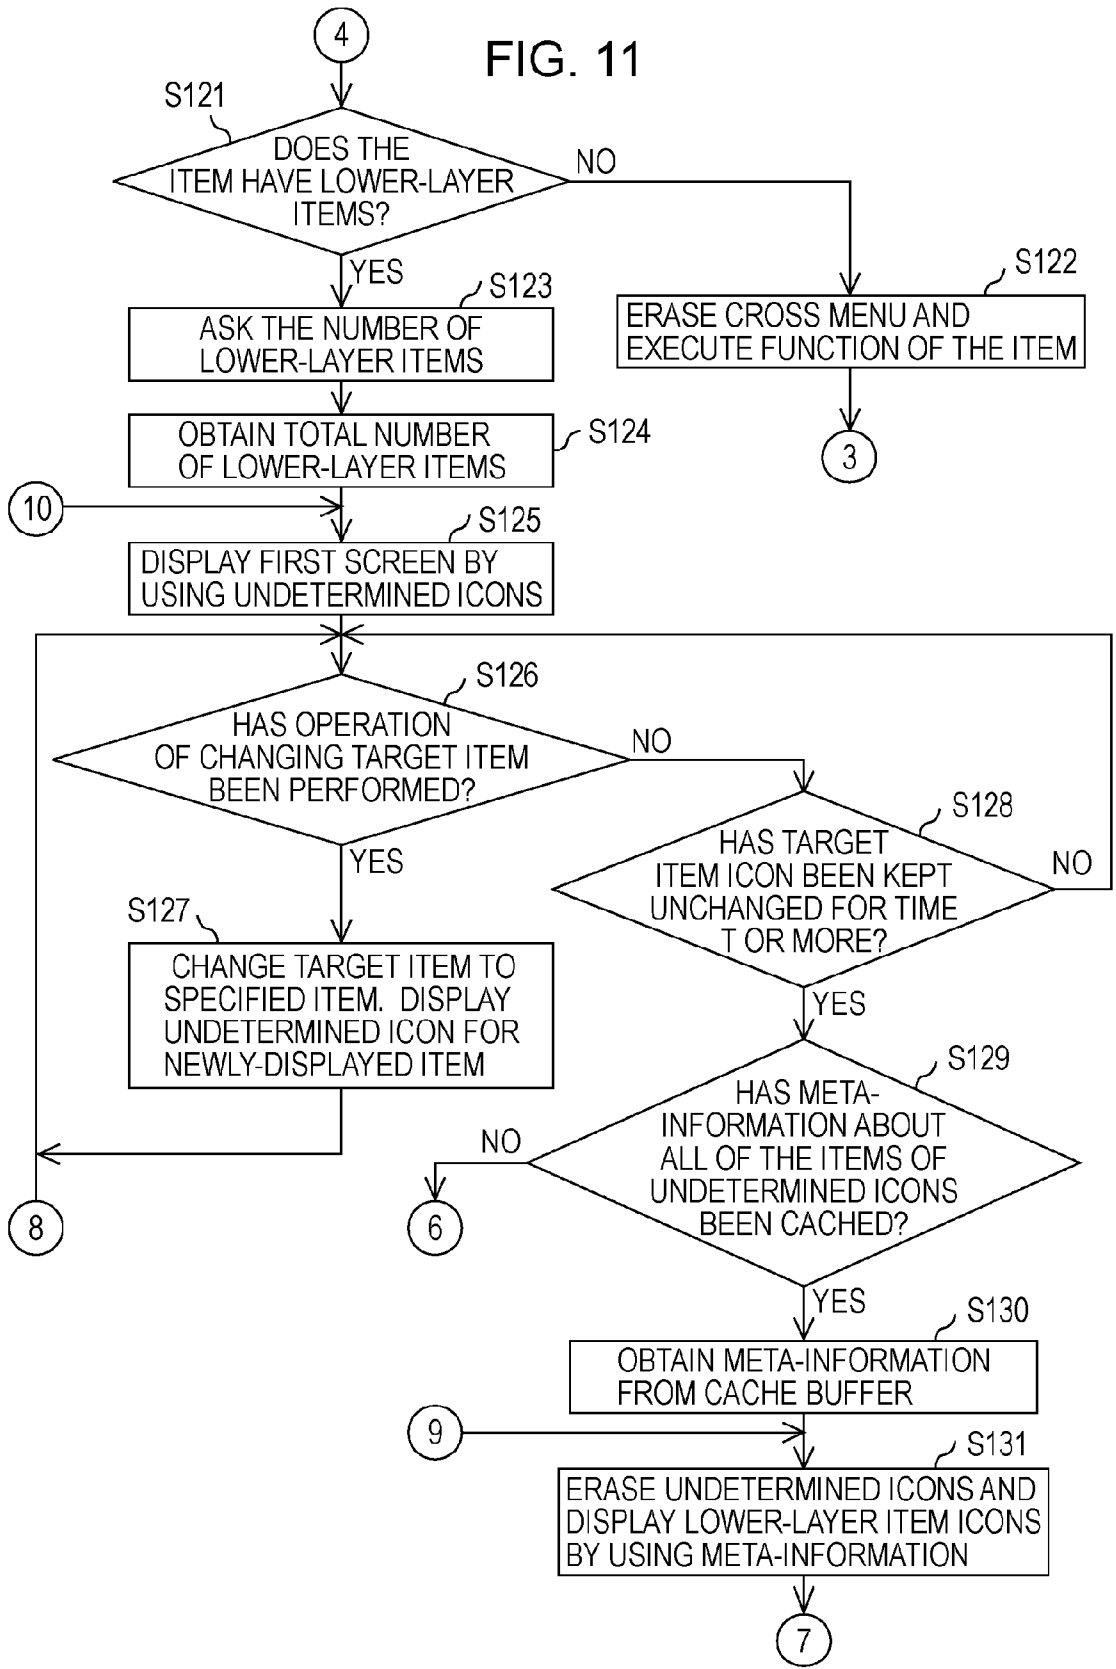 4
FIG. 11
S121
DOES THE
ITEM HAVE LOWER-LAYER
ITEMS?
NO
YES
S122
ERASE CROSS MENU AND
EXECUTE FUNCTION OF THE ITEM
3
S123
ASK THE NUMBER OF
LOWER-LAYER ITEMS
S124
OBTAIN TOTAL NUMBER
OF LOWER-LAYER ITEMS
10
S125
DISPLAY FIRST SCREEN BY
USING UNDETERMINED ICONS
S126
HAS OPERATION
OF CHANGING TARGET ITEM
BEEN PERFORMED?
NO
YES
S127
CHANGE TARGET ITEM TO
SPECIFIED ITEM. DISPLAY
UNDETERMINED ICON FOR
NEWLY-DISPLAYED ITEM
8
S128
HAS TARGET
ITEM ICON BEEN KEPT
UNCHANGED FOR TIME
T OR MORE?
NO
YES
S129
HAS META-
INFORMATION ABOUT
ALL OF THE ITEMS OF
UNDETERMINED ICONS
BEEN CACHED?
NO
6
YES
S130
OBTAIN META-INFORMATION
FROM CACHE BUFFER
9
S131
ERASE UNDETERMINED ICONS AND
DISPLAY LOWER-LAYER ITEM ICONS
BY USING META-INFORMATION
7